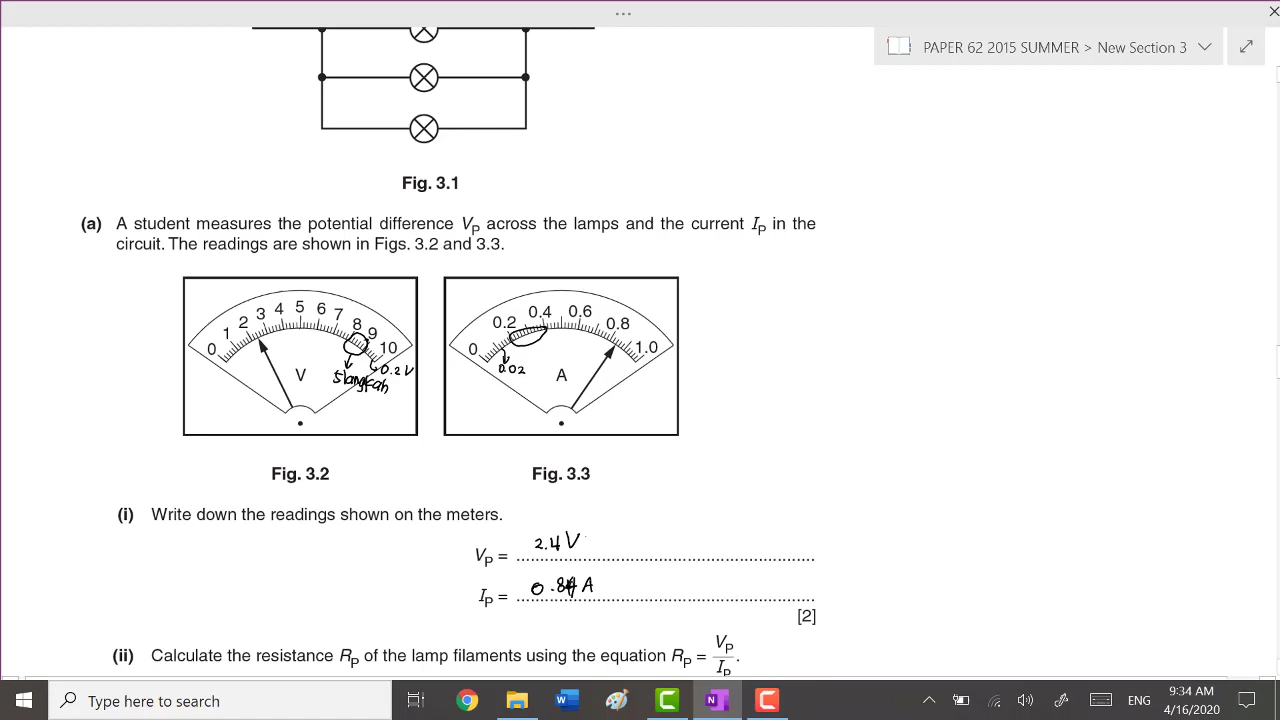 PAPER 62 2015 SUMMER > New Section 3
Fig. 3.1
(a) A student measures the potential difference VP across the lamps and the current IP in the
circuit. The readings are shown in Figs. 3.2 and 3.3.
0 1 2 3 4 5 6 7 8 9 10
V
5 langkah
0.2 V
0 0.2 0.4 0.6 0.8 1.0
0.02
A
Fig. 3.2
Fig. 3.3
(i) Write down the readings shown on the meters.
VP = 2.4 V
IP = 0.84 A
[2]
(ii) Calculate the resistance RP of the lamp filaments using the equation RP = VP / IP.
Type here to search
ENG
9:34 AM
4/16/2020